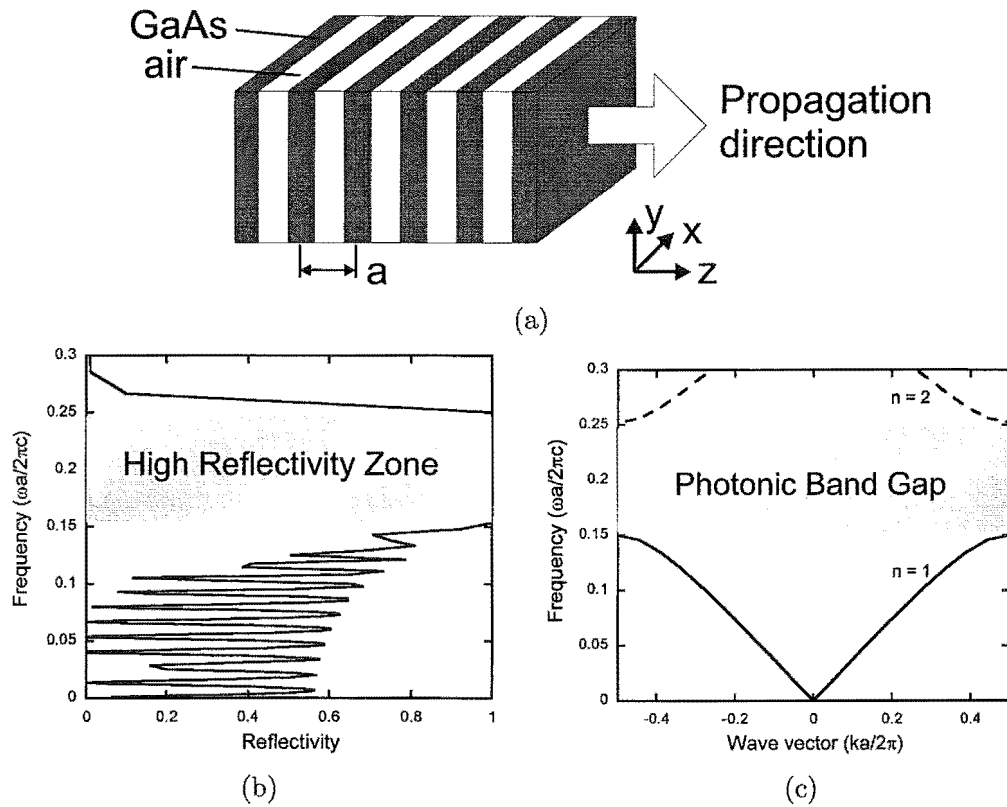 GaAs
air
Propagation
direction
a
y
x
z
(a)
0.3
0.25
0.2
0.15
0.1
0.05
0
Frequency (ωa/2πc)
High Reflectivity Zone
0
0.2
0.4
0.6
0.8
1
Reflectivity
(b)
0.3
0.25
0.2
0.15
0.1
0.05
0
Frequency (ωa/2πc)
n = 2
Photonic Band Gap
n = 1
-0.4
-0.2
0
0.2
0.4
Wave vector (ka/2π)
(c)